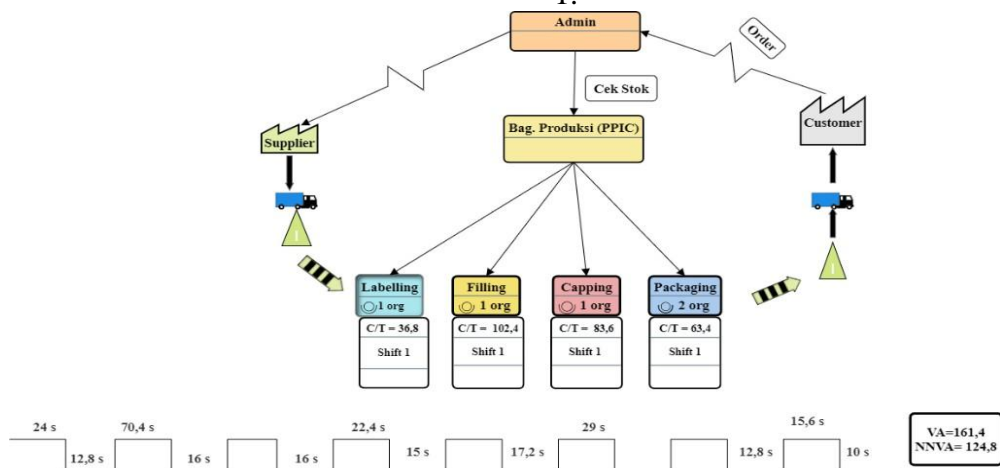 1.
Admin
Order
Cek Stok
Supplier
Bag. Produksi (PPIC)
Customer
I
I
Labelling
1 org
C/T = 36,8
Shift 1
Filling
1 org
C/T = 102,4
Shift 1
Capping
1 org
C/T = 83,6
Shift 1
Packaging
2 org
C/T = 63,4
Shift 1
24 s
12,8 s
70,4 s
16 s
16 s
22,4 s
15 s
17,2 s
29 s
12,8 s
15,6 s
10 s
VA=161,4
NNVA= 124,8